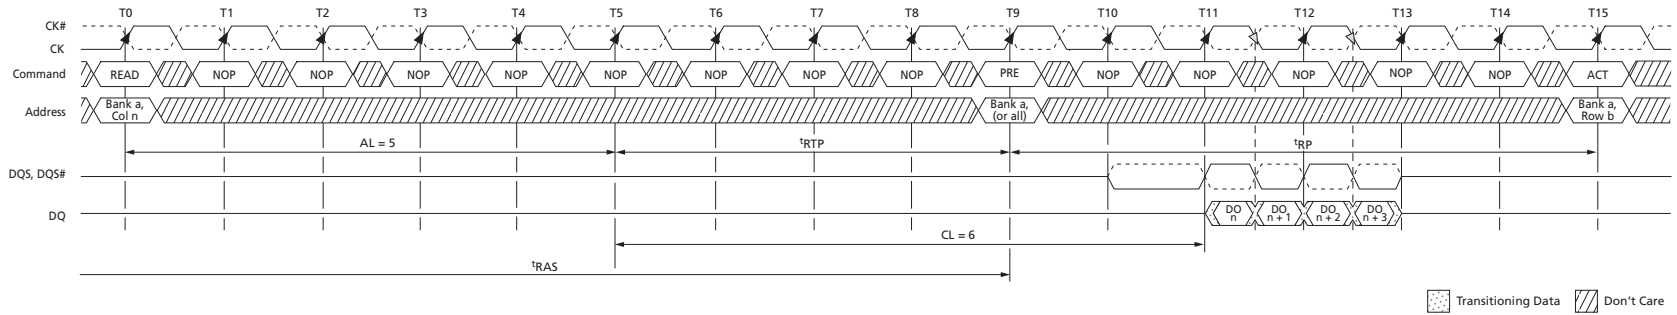 T0 T1 T2 T3 T4 T5 T6 T7 T8 T9 T10 T11 T12 T13 T14 T15
CK#
CK
Command READ NOP NOP NOP NOP NOP NOP NOP NOP PRE NOP NOP NOP NOP NOP ACT
Address Bank a, Col n Bank a, (or all) Bank a, Row b
AL = 5 tRTP tRP
DQS, DQS#
DQ DO n DO n + 1 DO n + 2 DO n + 3
CL = 6
tRAS
Transitioning Data Don't Care